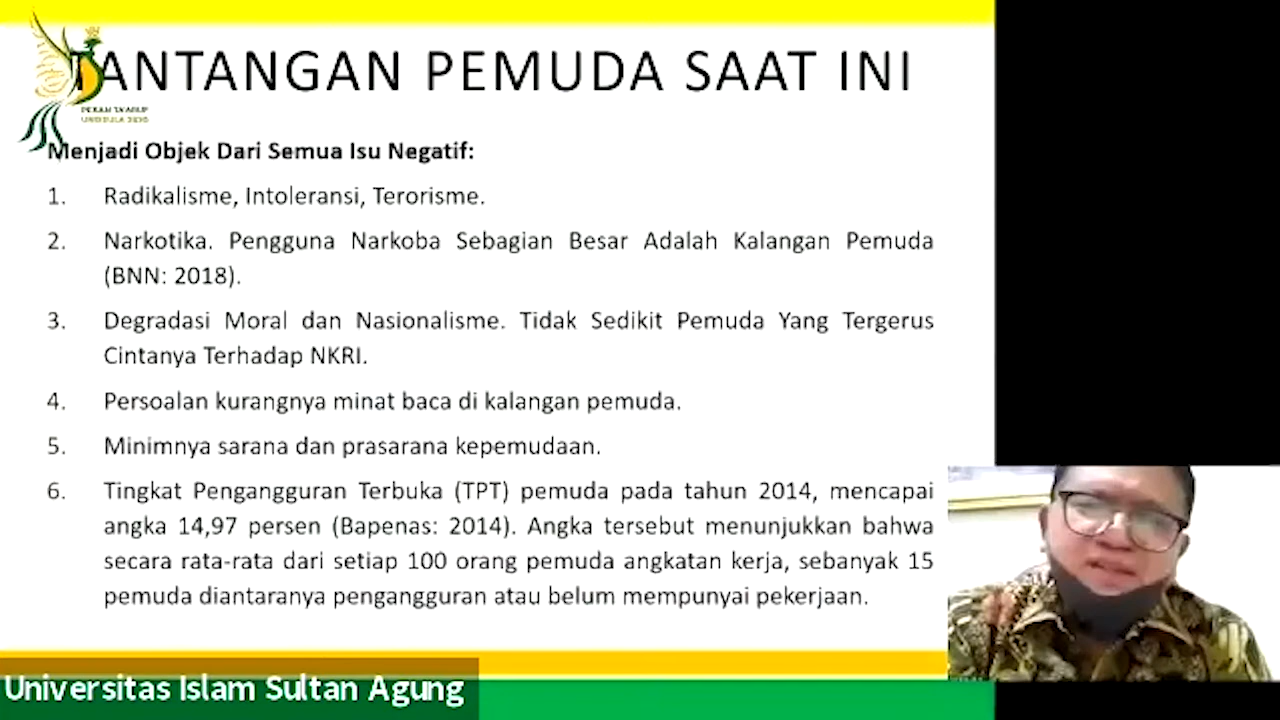 TANTANGAN PEMUDA SAAT INI
Menjadi Objek Dari Semua Isu Negatif:
1. Radikalisme, Intoleransi, Terorisme.
2. Narkotika. Pengguna Narkoba Sebagian Besar Adalah Kalangan Pemuda
(BNN: 2018).
3. Degradasi Moral dan Nasionalisme. Tidak Sedikit Pemuda Yang Tergerus
Cintanya Terhadap NKRI.
4. Persoalan kurangnya minat baca di kalangan pemuda.
5. Minimnya sarana dan prasarana kepemudaan.
6. Tingkat Pengangguran Terbuka (TPT) pemuda pada tahun 2014, mencapai
angka 14,97 persen (Bapenas: 2014). Angka tersebut menunjukkan bahwa
secara rata-rata dari setiap 100 orang pemuda angkatan kerja, sebanyak 15
pemuda diantaranya pengangguran atau belum mempunyai pekerjaan.
Universitas Islam Sultan Agung